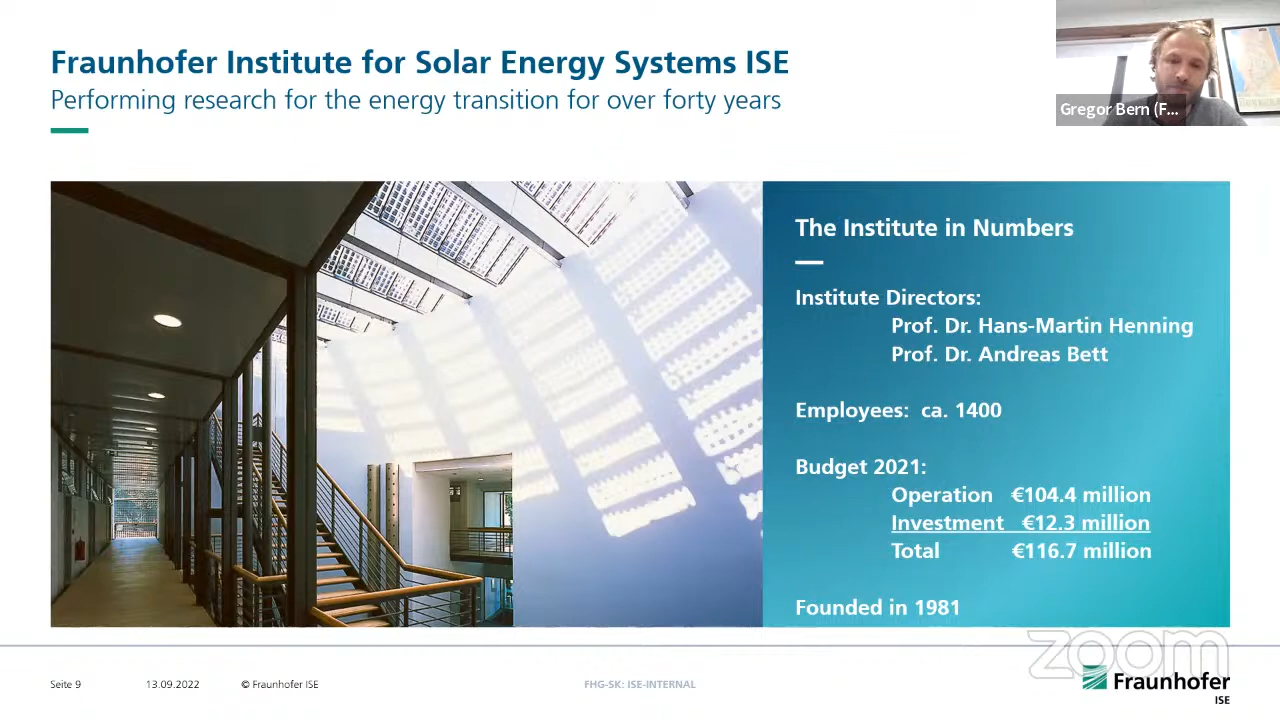 Fraunhofer Institute for Solar Energy Systems ISE
Performing research for the energy transition for over forty years
Gregor Bern (F...
The Institute in Numbers
Institute Directors:
Prof. Dr. Hans-Martin Henning
Prof. Dr. Andreas Bett
Employees: ca. 1400
Budget 2021:
Operation €104.4 million
Investment €12.3 million
Total €116.7 million
Founded in 1981
zoom
Seite 9
13.09.2022
© Fraunhofer ISE
FHG-SK: ISE-INTERNAL
Fraunhofer
ISE